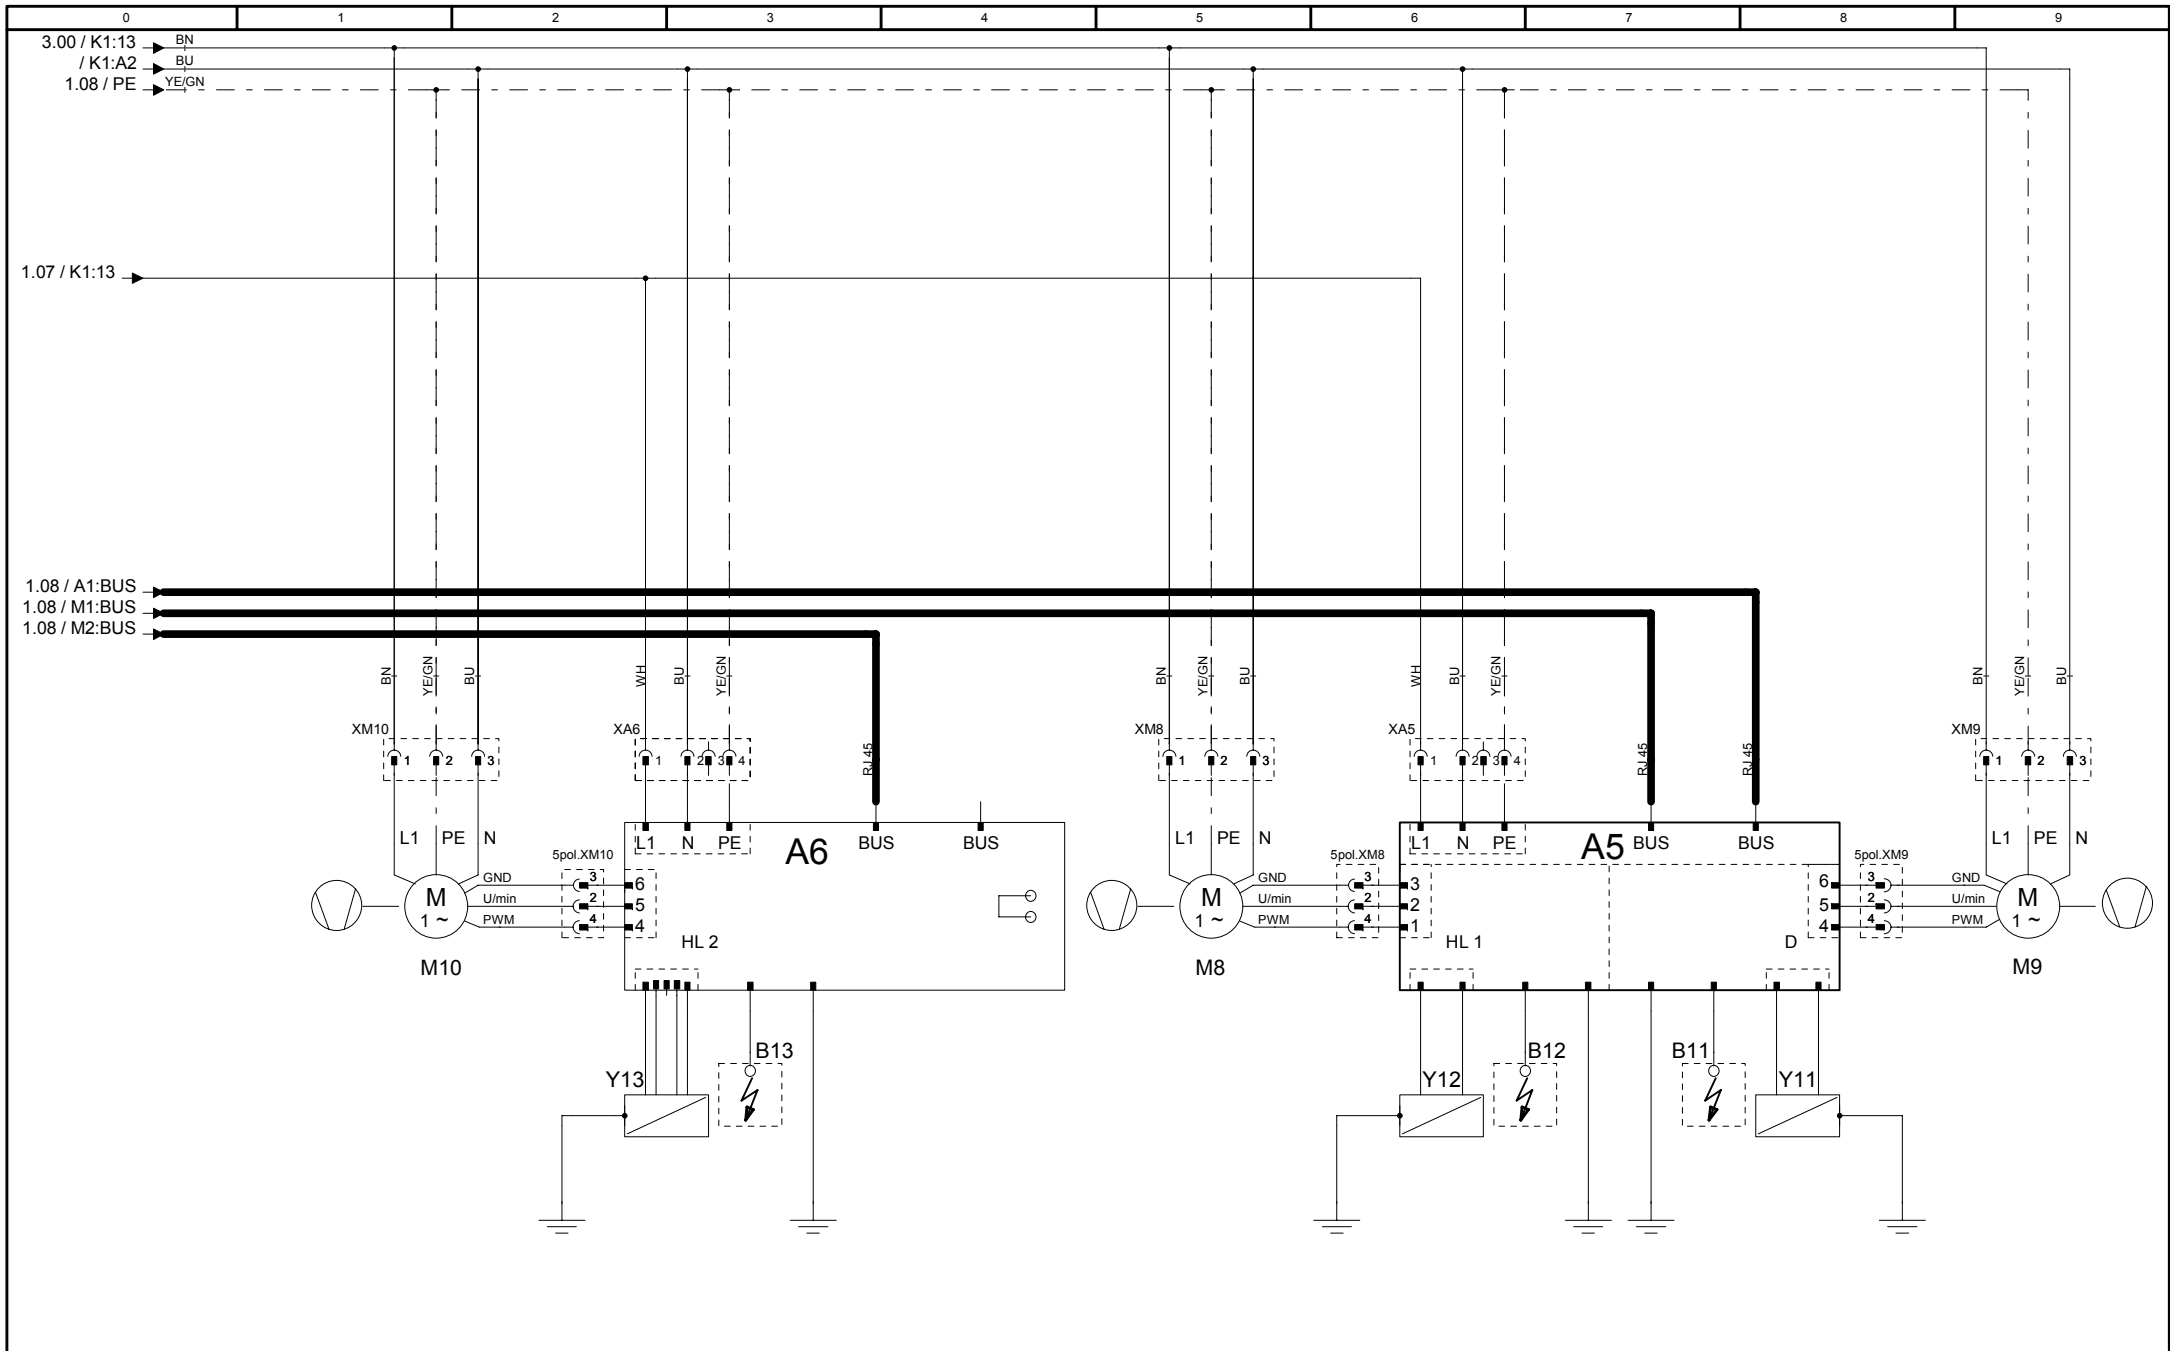 0 1 2 3 4 5 6 7 8 9
3.00 / K1:13 BN
/ K1:A2 BU
1.08 / PE YE/GN
1.07 / K1:13
1.08 / A1:BUS
1.08 / M1:BUS
1.08 / M2:BUS
BN YE/GN BU WH BU YE/GN BN YE/GN BU WH BU YE/GN BN YE/GN BU
XM10 XA6 XM8 XA5 XM9
RJ 45 RJ 45 RJ 45
1 2 3 1 2 3 4 1 2 3 1 2 3 4 1 2 3
L1 PE N L1 N PE A6 BUS BUS L1 PE N L1 N PE A5 BUS BUS L1 PE N
5pol.XM10 5pol.XM8 5pol.XM9
GND 3 6 GND 3 3 6 3 GND
M U/min 2 5 M U/min 2 2 5 2 U/min M
1 ~ PWM 4 4 1 ~ PWM 4 1 4 4 PWM 1 ~
HL 2 HL 1 D
M10 M8 M9
B13 B12 B11
Y13 Y12 Y11